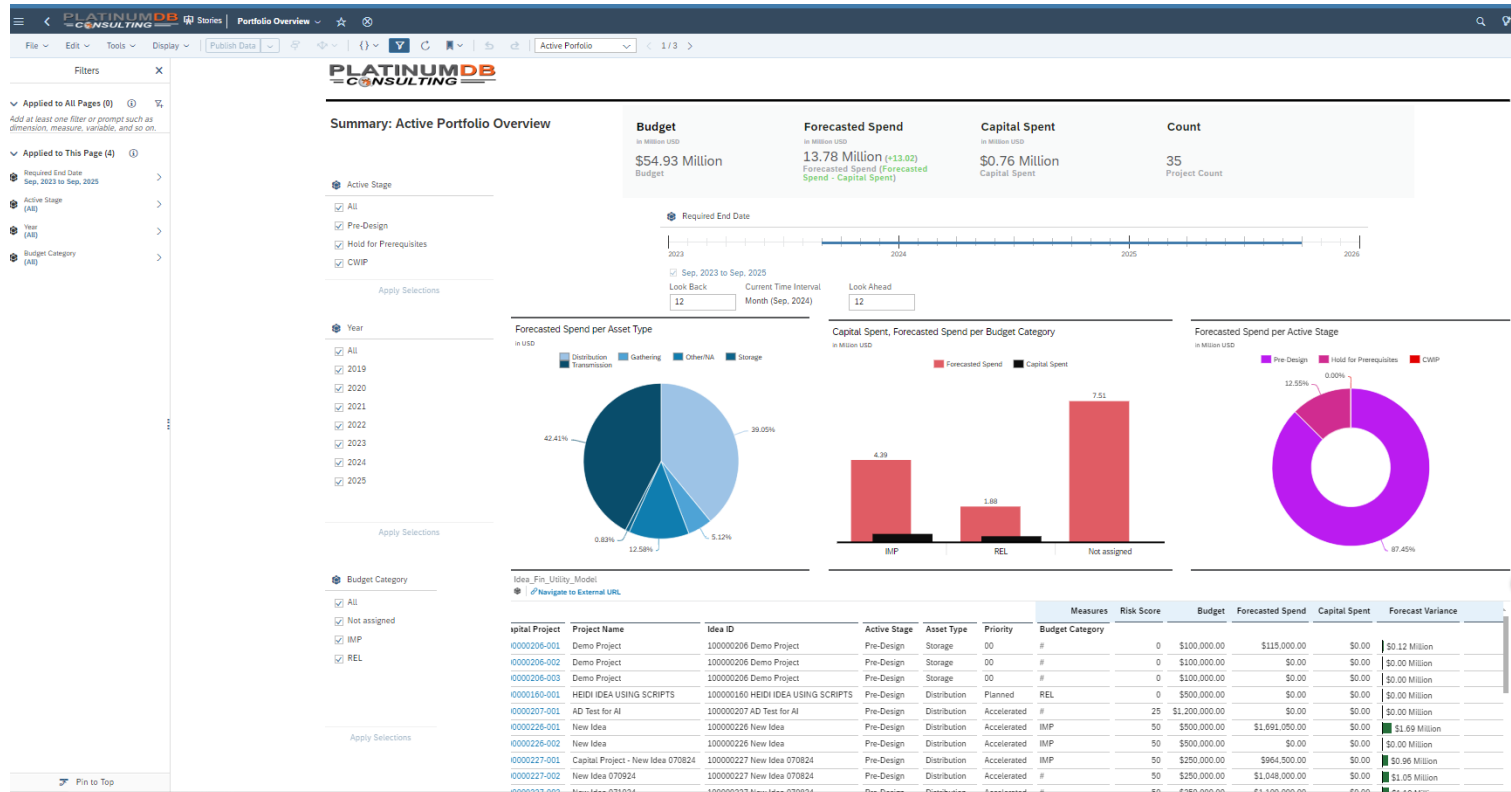 PLATINUMDB
CONSULTING
Stories
Portfolio Overview
File Edit Tools Display Publish Data {} Active Porfolio 1 / 3
Filters
Applied to All Pages (0)
Add at least one filter or prompt such as
dimension, measure, variable, and so on.
Applied to This Page (4)
Required End Date
Sep, 2023 to Sep, 2025
Active Stage
(All)
Year
(All)
Budget Category
(All)
Pin to Top
PLATINUMDB
CONSULTING
Summary: Active Portfolio Overview
Budget
in Million USD
$54.93 Million
Budget
Forecasted Spend
in Million USD
13.78 Million (+13.02)
Forecasted Spend (Forecasted
Spend - Capital Spent)
Capital Spent
in Million USD
$0.76 Million
Capital Spent
Count
35
Project Count
Active Stage
All
Pre-Design
Hold for Prerequisites
CWIP
Apply Selections
Required End Date
2023 2024 2025 2026
Sep, 2023 to Sep, 2025
Look Back Current Time Interval Look Ahead
12 Month (Sep, 2024) 12
Year
All
2019
2020
2021
2022
2023
2024
2025
Apply Selections
Budget Category
All
Not assigned
IMP
REL
Apply Selections
Forecasted Spend per Asset Type
in USD
Distribution Gathering Other/NA Storage
Transmission
39.05%
42.41%
5.12%
0.83%
12.58%
Capital Spent, Forecasted Spend per Budget Category
in Million USD
Forecasted Spend Capital Spent
7.51
4.39
1.88
IMP REL Not assigned
Forecasted Spend per Active Stage
in Million USD
Pre-Design Hold for Prerequisites CWIP
0.00%
12.55%
87.45%
Idea_Fin_Utility_Model
Navigate to External URL
Measures Risk Score Budget Forecasted Spend Capital Spent Forecast Variance
apital Project Project Name Idea ID Active Stage Asset Type Priority Budget Category
00000206-001 Demo Project 100000206 Demo Project Pre-Design Storage 00 # 0 $100,000.00 $115,000.00 $0.00 $0.12 Million
00000206-002 Demo Project 100000206 Demo Project Pre-Design Storage 00 # 0 $100,000.00 $0.00 $0.00 $0.00 Million
00000206-003 Demo Project 100000206 Demo Project Pre-Design Storage 00 # 0 $100,000.00 $0.00 $0.00 $0.00 Million
00000160-001 HEIDI IDEA USING SCRIPTS 100000160 HEIDI IDEA USING SCRIPTS Pre-Design Distribution Planned REL 0 $500,000.00 $0.00 $0.00 $0.00 Million
00000207-001 AD Test for AI 100000207 AD Test for AI Pre-Design Distribution Accelerated # 25 $1,200,000.00 $0.00 $0.00 $0.00 Million
00000226-001 New Idea 100000226 New Idea Pre-Design Distribution Accelerated IMP 50 $500,000.00 $1,691,050.00 $0.00 $1.69 Million
00000226-002 New Idea 100000226 New Idea Pre-Design Distribution Accelerated IMP 50 $500,000.00 $0.00 $0.00 $0.00 Million
00000227-001 Capital Project - New Idea 070824 100000227 New Idea 070824 Pre-Design Distribution Accelerated IMP 50 $250,000.00 $964,500.00 $0.00 $0.96 Million
00000227-002 New Idea 070924 100000227 New Idea 070824 Pre-Design Distribution Accelerated # 50 $250,000.00 $1,048,000.00 $0.00 $1.05 Million